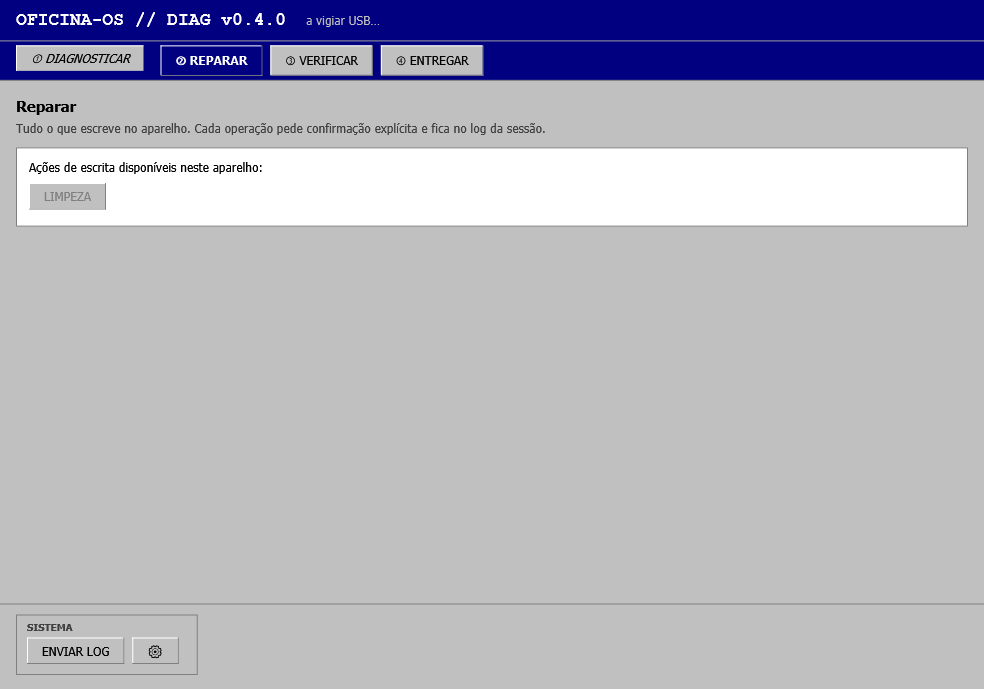 OFICINA-OS // DIAG v0.4.0 a vigiar USB...
① DIAGNOSTICAR ② REPARAR ③ VERIFICAR ④ ENTREGAR
Reparar
Tudo o que escreve no aparelho. Cada operação pede confirmação explícita e fica no log da sessão.
Ações de escrita disponíveis neste aparelho:
LIMPEZA
SISTEMA
ENVIAR LOG